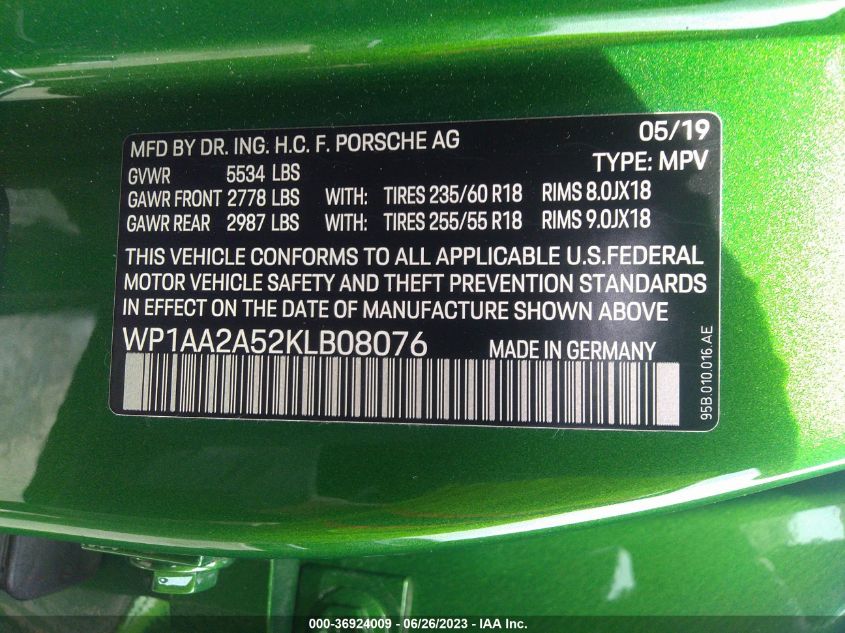 MFD BY DR. ING. H.C. F. PORSCHE AG 05/19
GVWR 5534 LBS TYPE: MPV
GAWR FRONT 2778 LBS WITH: TIRES 235/60 R18 RIMS 8.0JX18
GAWR REAR 2987 LBS WITH: TIRES 255/55 R18 RIMS 9.0JX18
THIS VEHICLE CONFORMS TO ALL APPLICABLE U.S.FEDERAL
MOTOR VEHICLE SAFETY AND THEFT PREVENTION STANDARDS
IN EFFECT ON THE DATE OF MANUFACTURE SHOWN ABOVE
WP1AA2A52KLB08076 MADE IN GERMANY
95B.010.016.AE
000-36924009 - 06/26/2023 - IAA Inc.